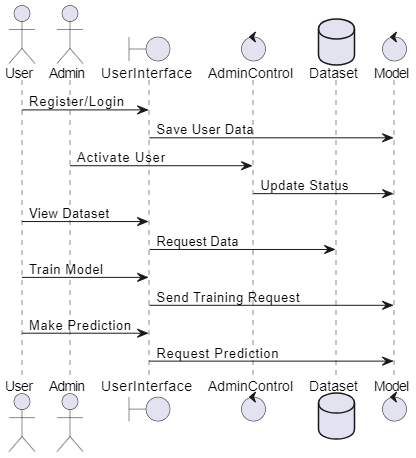 User Admin UserInterface AdminControl Dataset Model
Register/Login
Save User Data
Activate User
Update Status
View Dataset
Request Data
Train Model
Send Training Request
Make Prediction
Request Prediction
User Admin UserInterface AdminControl Dataset Model